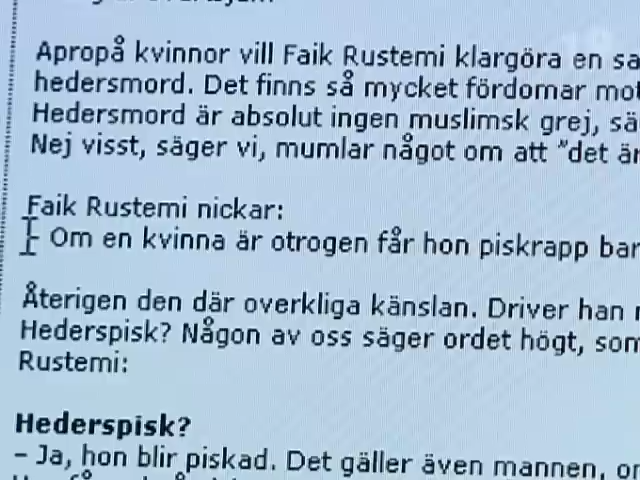 Apropå kvinnor vill Faik Rustemi klargöra en sa
hedersmord. Det finns så mycket fördomar mot
Hedersmord är absolut ingen muslimsk grej, sä
Nej visst, säger vi, mumlar något om att "det är
Faik Rustemi nickar:
- Om en kvinna är otrogen får hon piskrapp bar
Återigen den där overkliga känslan. Driver han
Hederspisk? Någon av oss säger ordet högt, som
Rustemi:
Hederspisk?
– Ja, hon blir piskad. Det gäller även mannen, om